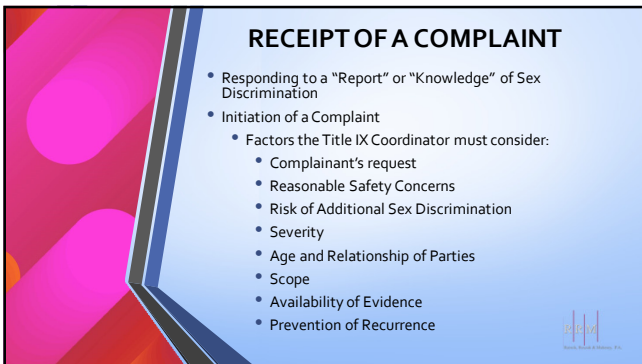 RECEIPT OF A COMPLAINT
• Responding to a “Report” or “Knowledge” of Sex
Discrimination
• Initiation of a Complaint
• Factors the Title IX Coordinator must consider:
• Complainant’s request
• Reasonable Safety Concerns
• Risk of Additional Sex Discrimination
• Severity
• Age and Relationship of Parties
• Scope
• Availability of Evidence
• Prevention of Recurrence